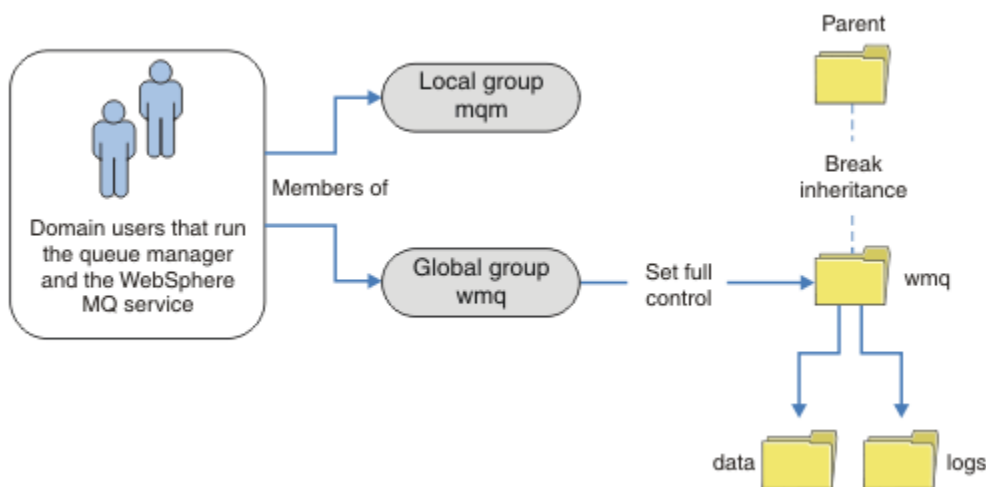 Parent
Local group
mqm
Members of
Break
inheritance
Domain users that run
the queue manager
and the WebSphere
MQ service
Global group
wmq
Set full
control
wmq
data
logs